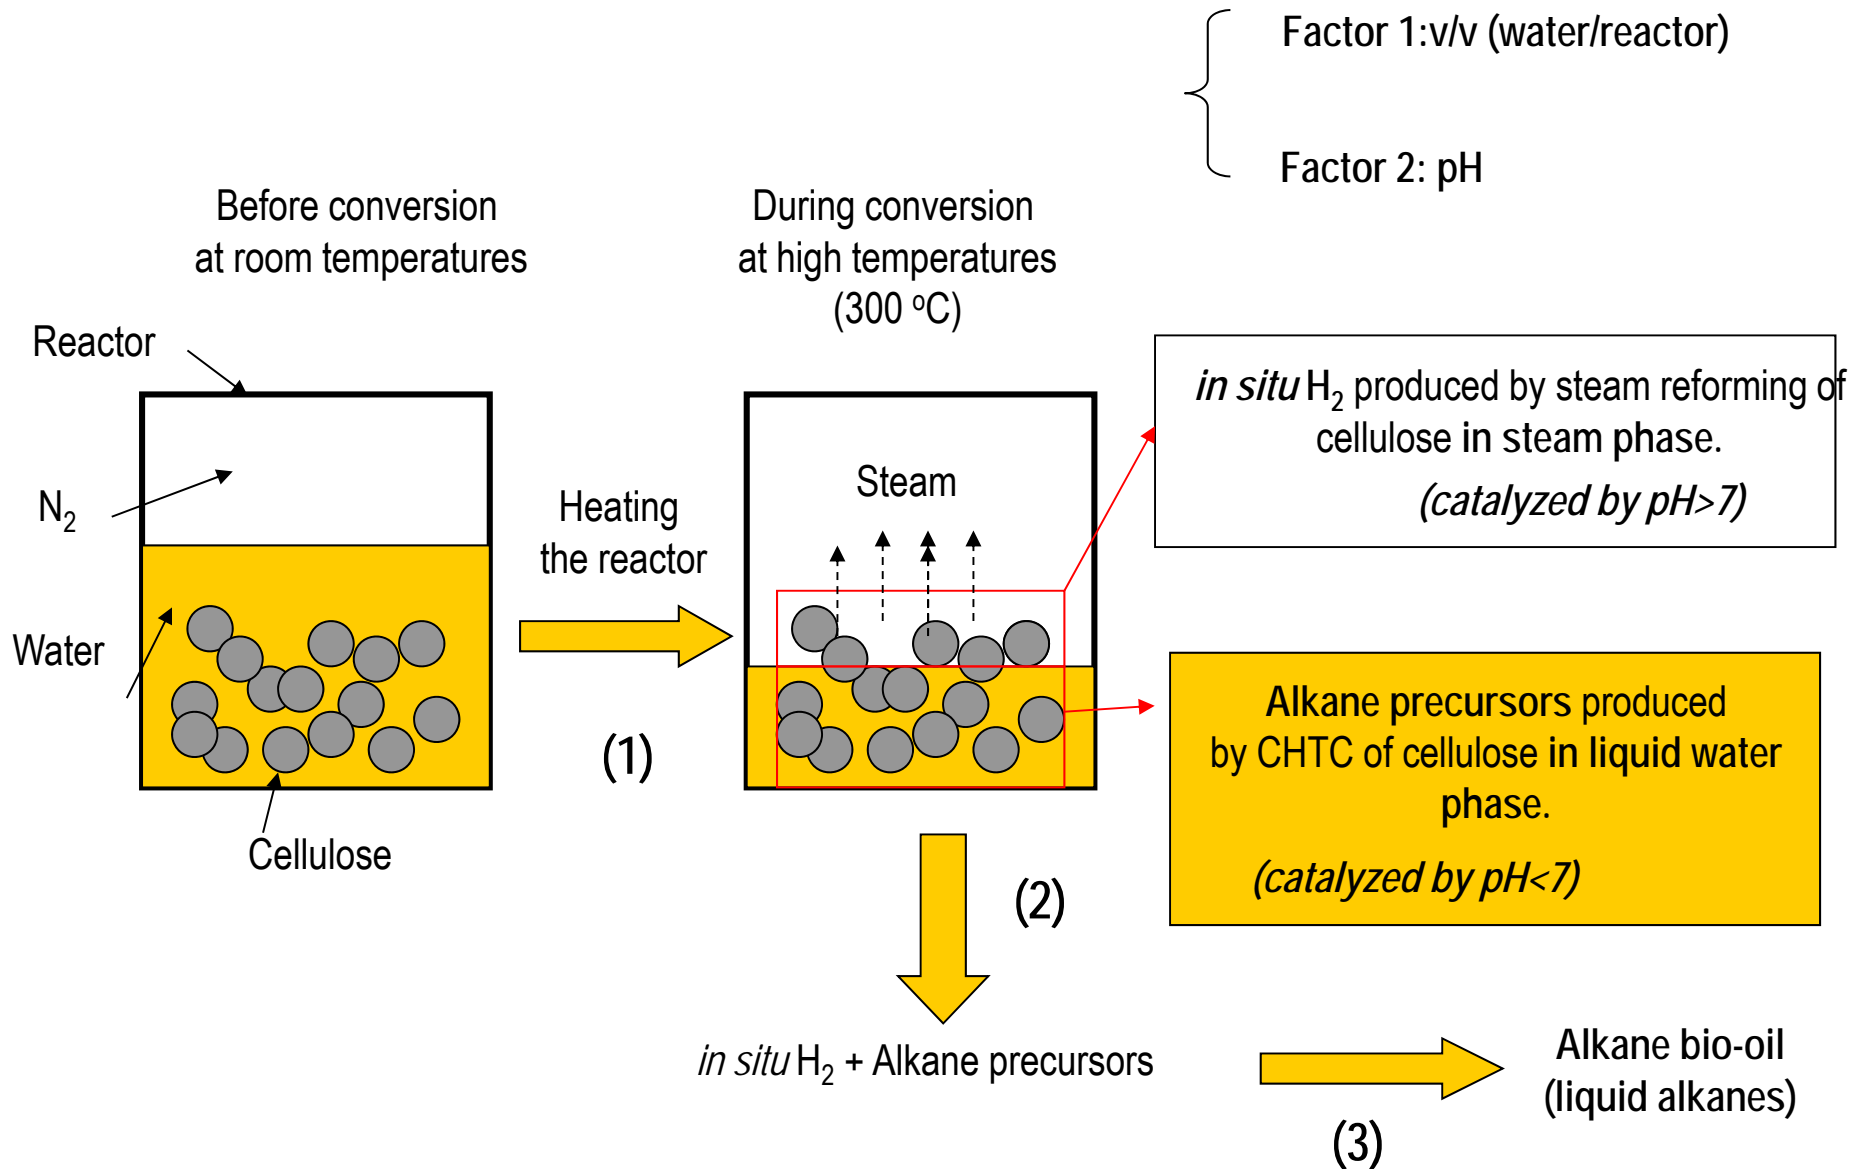 Factor 1:v/v (water/reactor)
Factor 2: pH
Before conversion
at room temperatures
During conversion
at high temperatures
(300 ºC)
Reactor
N₂
Water
Cellulose
Heating
the reactor
(1)
Steam
in situ H₂ produced by steam reforming of
cellulose in steam phase.
(catalyzed by pH>7)
Alkane precursors produced
by CHTC of cellulose in liquid water
phase.
(catalyzed by pH<7)
(2)
in situ H₂ + Alkane precursors
(3)
Alkane bio-oil
(liquid alkanes)